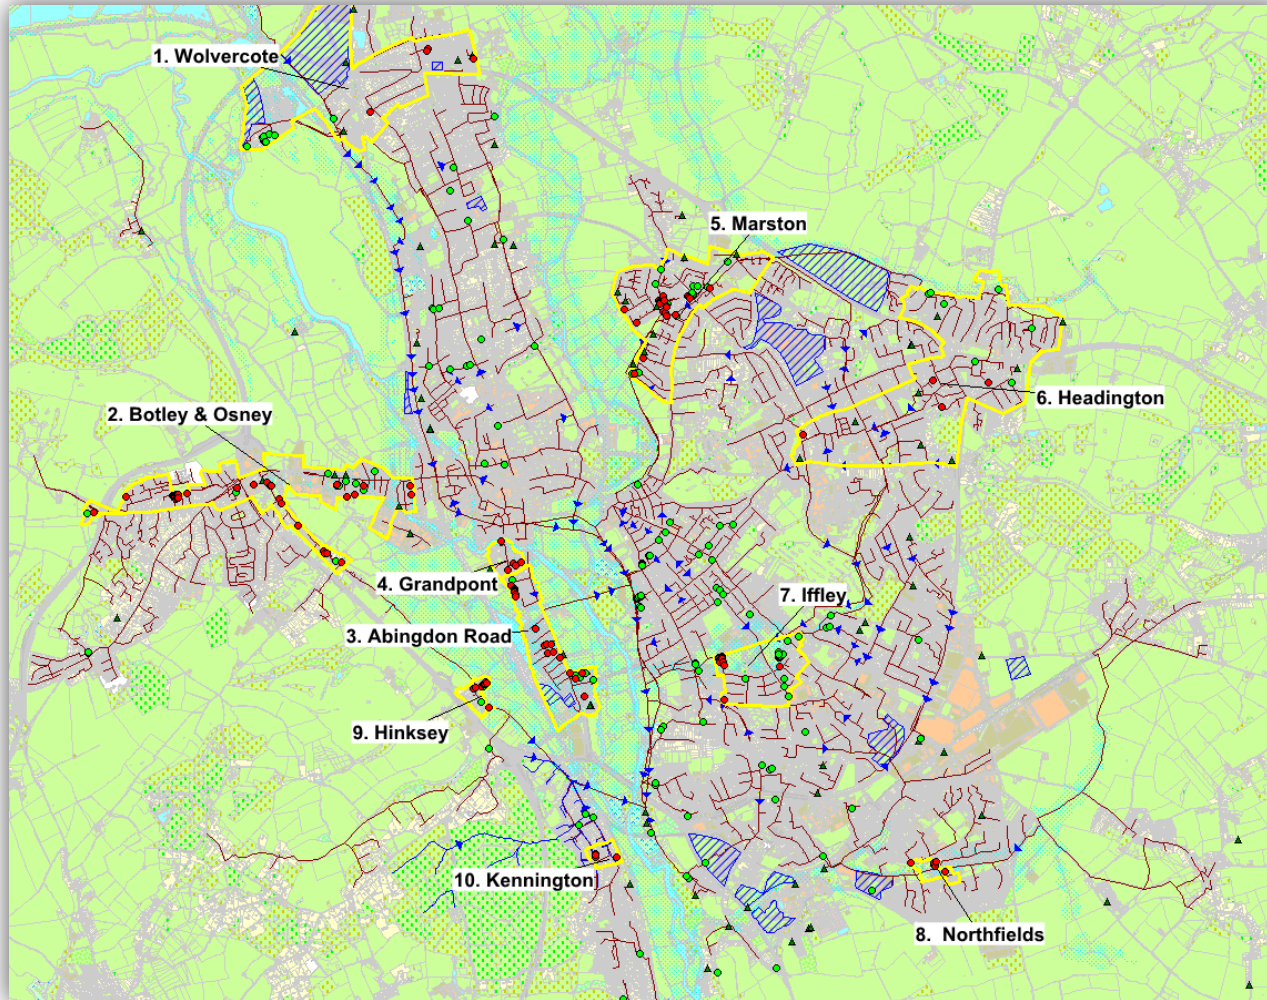 1. Wolvercote
5. Marston
6. Headington
2. Botley & Osney
4. Grandpont
7. Iffley
3. Abingdon Road
9. Hinksey
10. Kennington
8. Northfields